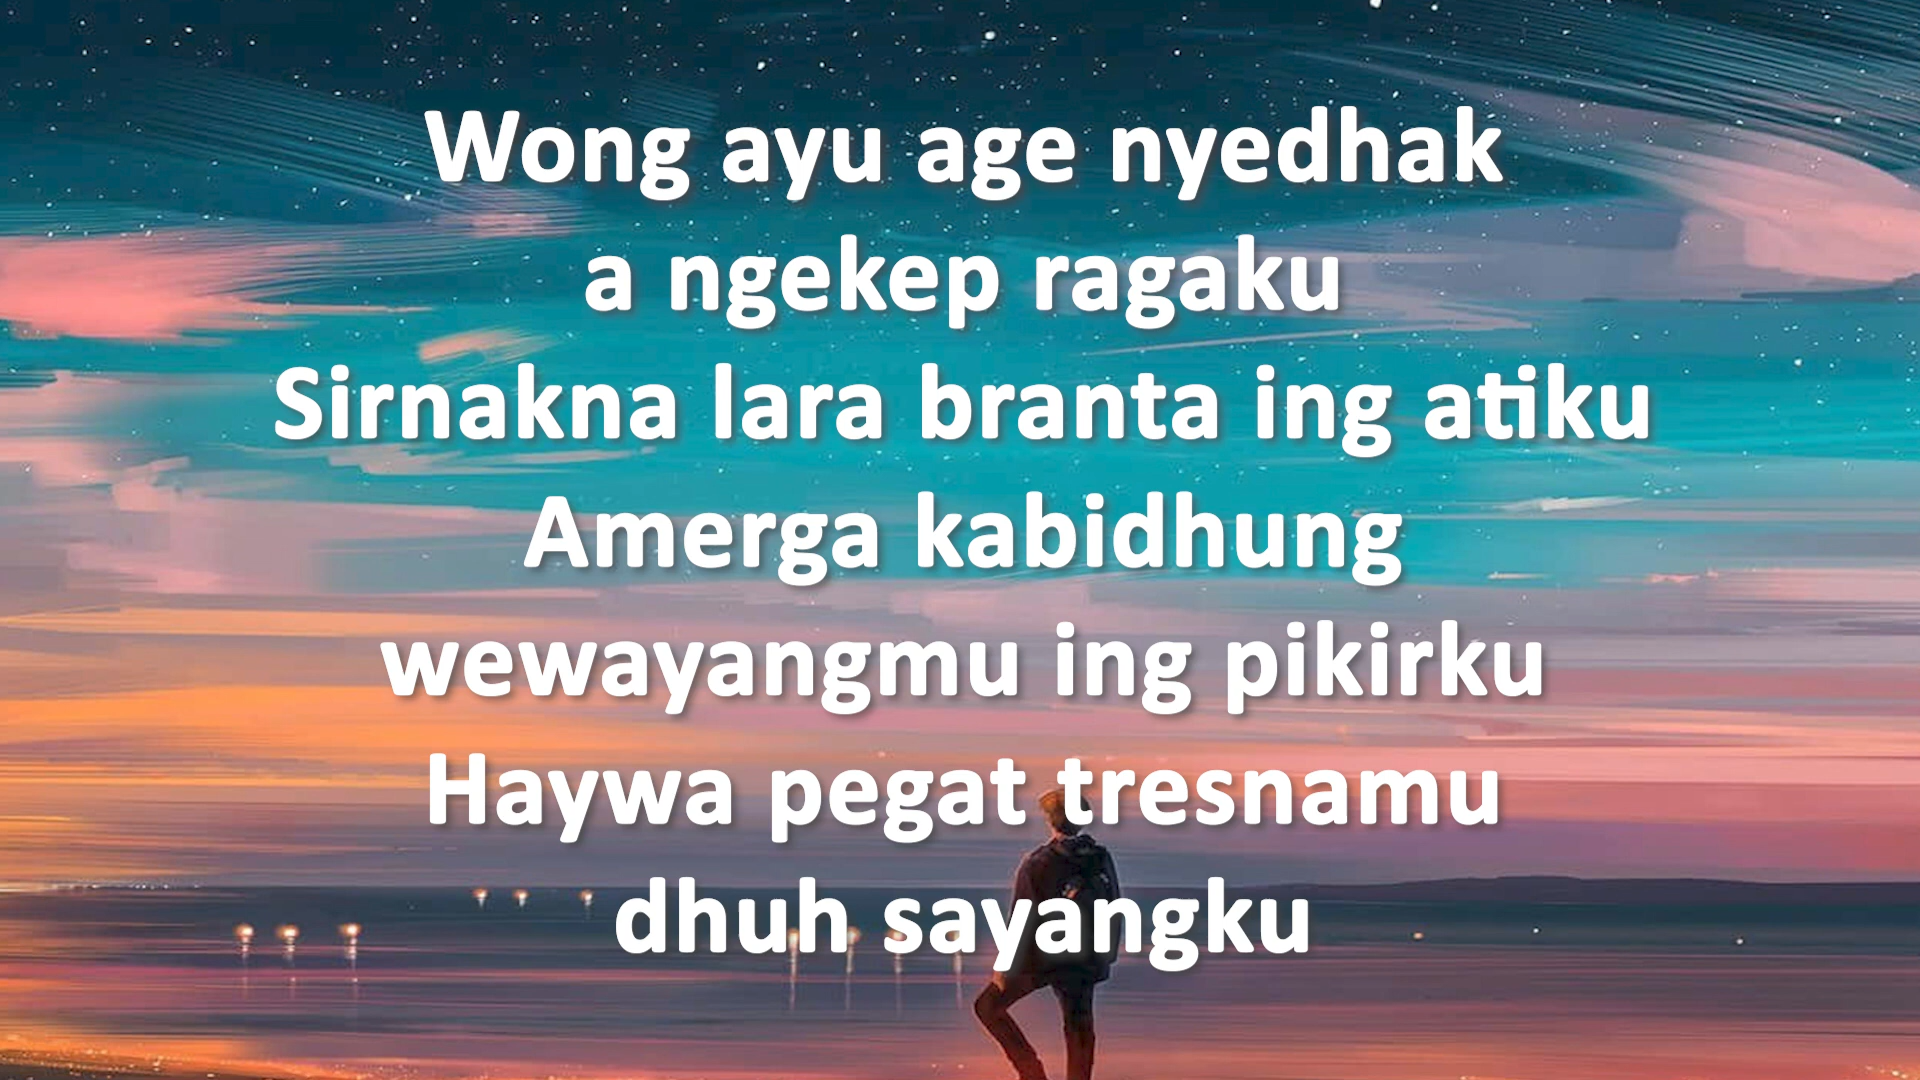 Wong ayu age nyedhak
a ngekep ragaku
Sirnakna lara branta ing atiku
Amerga kabidhung
wewayangmu ing pikirku
Haywa pegat tresnamu
dhuh sayangku